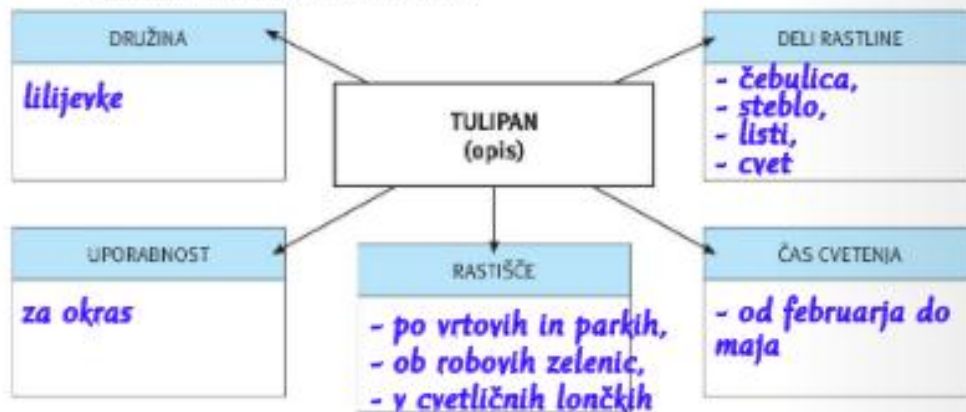 DRUŽINA
lilijevke
TULIPAN
(opis)
DELI RASTLINE
- čebulica,
- steblo,
- listi,
- cvet
UPORABNOST
za okras
RASTIŠČE
- po vrtovih in parkih,
- ob robovih zelenic,
- v cvetličnih lončkih
ČAS CVETENJA
- od februarja do
maja